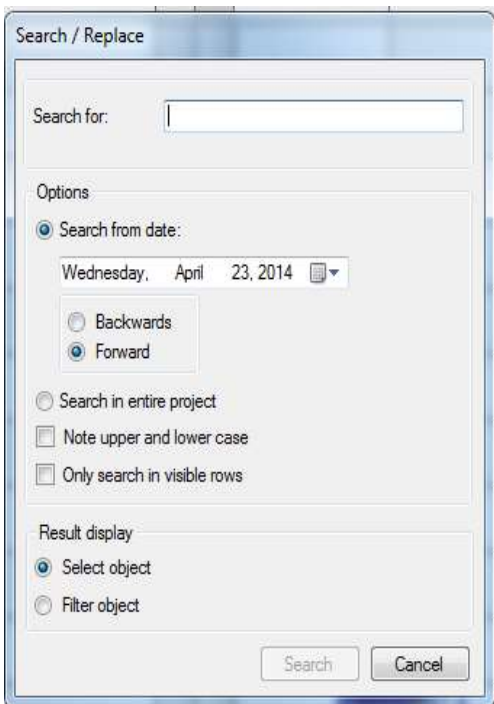 Search / Replace
Search for:
Options
Search from date:
Wednesday, April 23, 2014
Backwards
Forward
Search in entire project
Note upper and lower case
Only search in visible rows
Result display
Select object
Filter object
Search Cancel